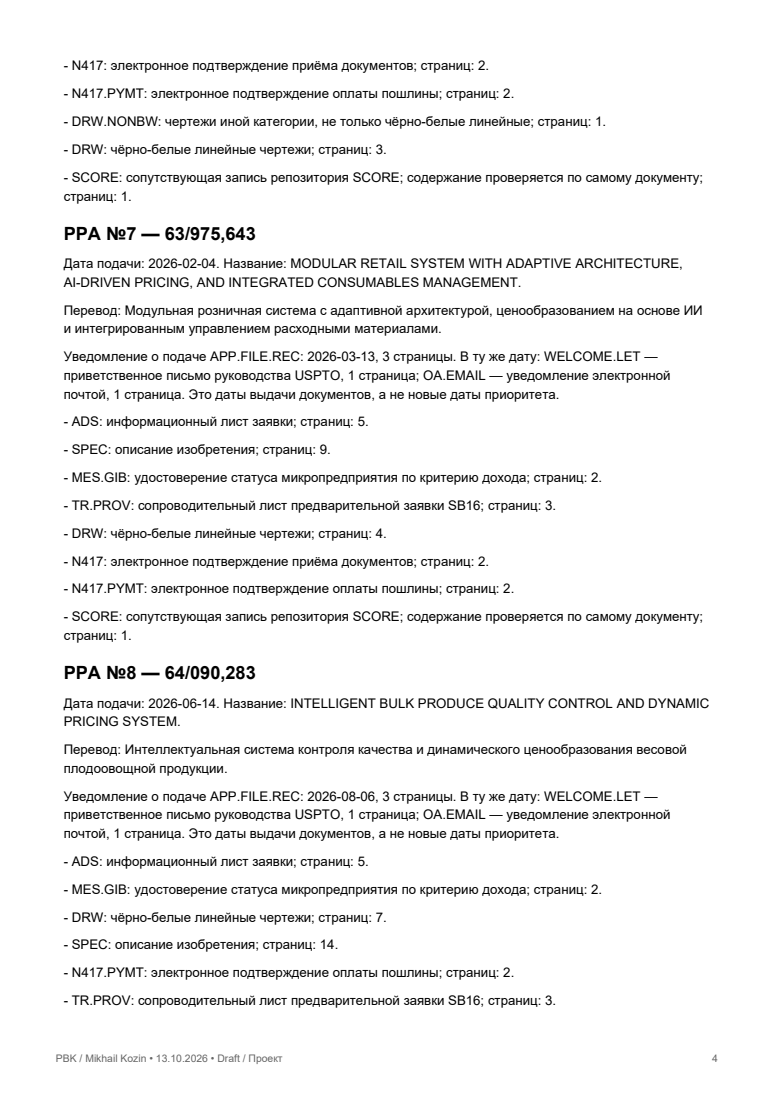 - N417: электронное подтверждение приёма документов; страниц: 2.
- N417.PYMT: электронное подтверждение оплаты пошлины; страниц: 2.
- DRW.NONBW: чертежи иной категории, не только чёрно-белые линейные; страниц: 1.
- DRW: чёрно-белые линейные чертежи; страниц: 3.
- SCORE: сопутствующая запись репозитория SCORE; содержание проверяется по самому документу;
страниц: 1.
PPA №7 — 63/975,643
Дата подачи: 2026-02-04. Название: MODULAR RETAIL SYSTEM WITH ADAPTIVE ARCHITECTURE,
AI-DRIVEN PRICING, AND INTEGRATED CONSUMABLES MANAGEMENT.
Перевод: Модульная розничная система с адаптивной архитектурой, ценообразованием на основе ИИ
и интегрированным управлением расходными материалами.
Уведомление о подаче APP.FILE.REC: 2026-03-13, 3 страницы. В ту же дату: WELCOME.LET —
приветственное письмо руководства USPTO, 1 страница; OA.EMAIL — уведомление электронной
почтой, 1 страница. Это даты выдачи документов, а не новые даты приоритета.
- ADS: информационный лист заявки; страниц: 5.
- SPEC: описание изобретения; страниц: 9.
- MES.GIB: удостоверение статуса микропредприятия по критерию дохода; страниц: 2.
- TR.PROV: сопроводительный лист предварительной заявки SB16; страниц: 3.
- DRW: чёрно-белые линейные чертежи; страниц: 4.
- N417: электронное подтверждение приёма документов; страниц: 2.
- N417.PYMT: электронное подтверждение оплаты пошлины; страниц: 2.
- SCORE: сопутствующая запись репозитория SCORE; содержание проверяется по самому документу;
страниц: 1.
PPA №8 — 64/090,283
Дата подачи: 2026-06-14. Название: INTELLIGENT BULK PRODUCE QUALITY CONTROL AND DYNAMIC
PRICING SYSTEM.
Перевод: Интеллектуальная система контроля качества и динамического ценообразования весовой
плодоовощной продукции.
Уведомление о подаче APP.FILE.REC: 2026-08-06, 3 страницы. В ту же дату: WELCOME.LET —
приветственное письмо руководства USPTO, 1 страница; OA.EMAIL — уведомление электронной
почтой, 1 страница. Это даты выдачи документов, а не новые даты приоритета.
- ADS: информационный лист заявки; страниц: 5.
- MES.GIB: удостоверение статуса микропредприятия по критерию дохода; страниц: 2.
- DRW: чёрно-белые линейные чертежи; страниц: 7.
- SPEC: описание изобретения; страниц: 14.
- N417.PYMT: электронное подтверждение оплаты пошлины; страниц: 2.
- TR.PROV: сопроводительный лист предварительной заявки SB16; страниц: 3.
PBK / Mikhail Kozin • 13.10.2026 • Draft / Проект 4